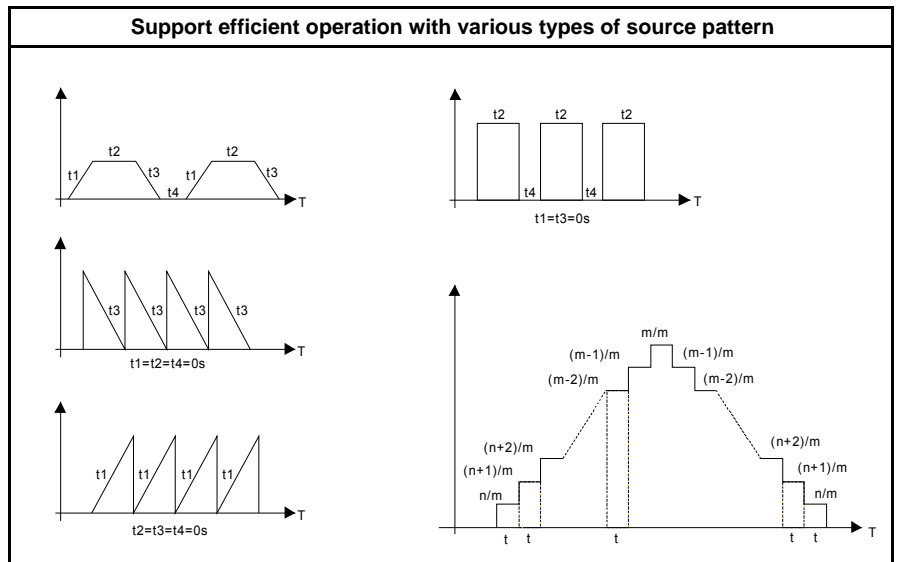 Support efficient operation with various types of source pattern
t2 t2
t1 t3 t1 t3
t4
T
t2 t2 t2
t4 t4
T
t1=t3=0s
t3 t3 t3 t3
T
t1=t2=t4=0s
t1 t1 t1 t1
T
t2=t3=t4=0s
m/m
(m-1)/m (m-1)/m
(m-2)/m (m-2)/m
(n+2)/m (n+2)/m
(n+1)/m (n+1)/m
n/m n/m
T
t t t t t